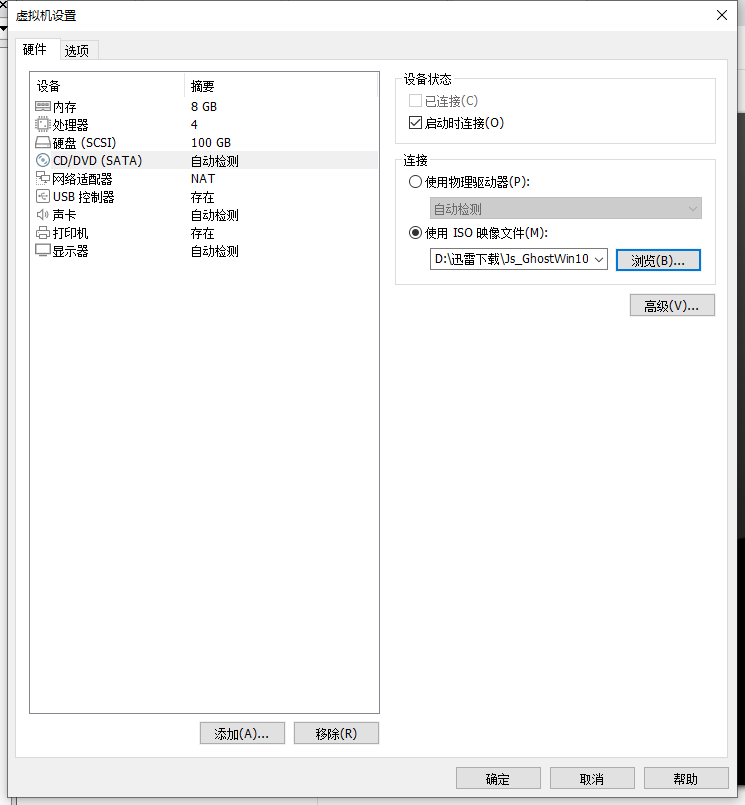 虚拟机设置
硬件 选项
设备 摘要
内存 8 GB
处理器 4
硬盘 (SCSI) 100 GB
CD/DVD (SATA) 自动检测
网络适配器 NAT
USB 控制器 存在
声卡 自动检测
打印机 存在
显示器 自动检测
添加(A)... 移除(R)
设备状态
已连接(C)
启动时连接(O)
连接
使用物理驱动器(P):
自动检测
使用 ISO 映像文件(M):
D:\迅雷下载\Js_GhostWin10 浏览(B)...
高级(V)...
确定 取消 帮助